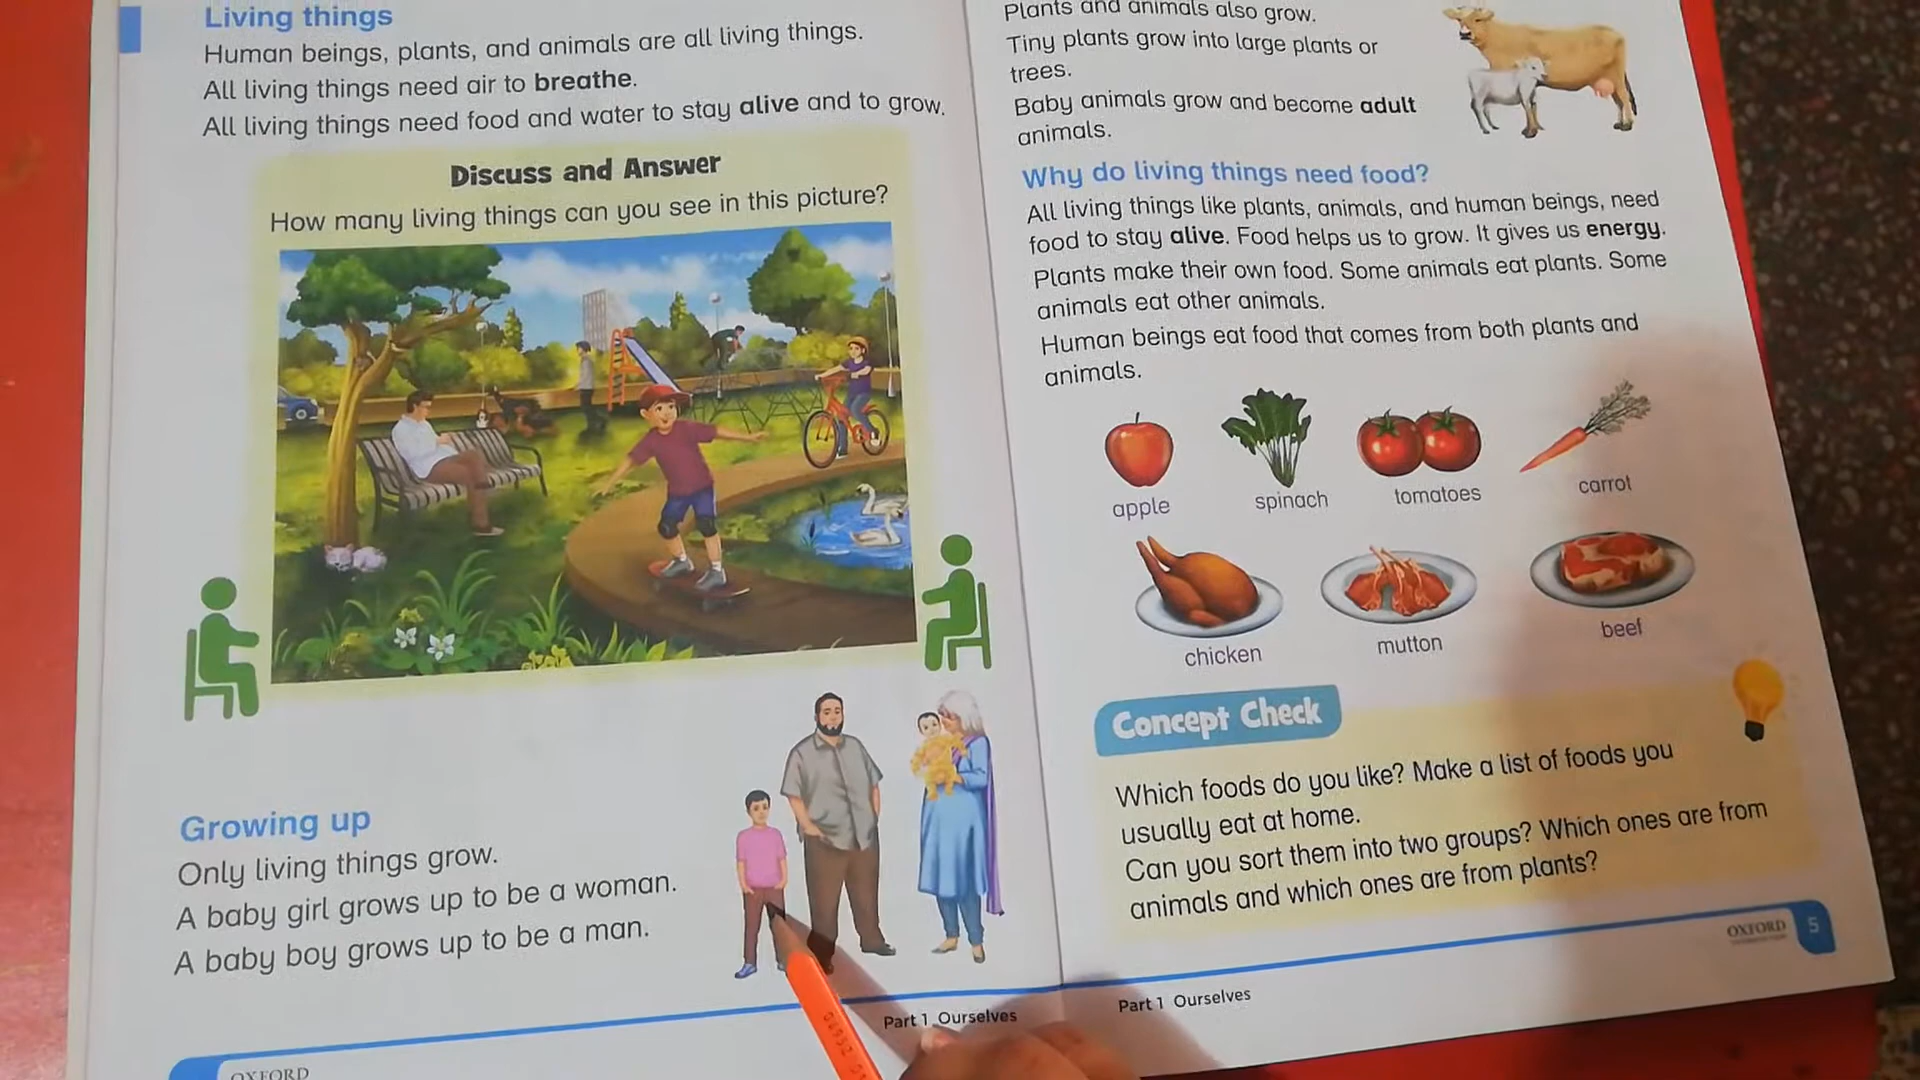 Living things
Human beings, plants, and animals are all living things.
All living things need air to breathe.
All living things need food and water to stay alive and to grow.
Discuss and Answer
How many living things can you see in this picture?
Growing up
Only living things grow.
A baby girl grows up to be a woman.
A baby boy grows up to be a man.
Part 1 Ourselves
OXFORD
Plants and animals also grow.
Tiny plants grow into large plants or
trees.
Baby animals grow and become adult
animals.
Why do living things need food?
All living things like plants, animals, and human beings, need
food to stay alive. Food helps us to grow. It gives us energy.
Plants make their own food. Some animals eat plants. Some
animals eat other animals.
Human beings eat food that comes from both plants and
animals.
apple
spinach
tomatoes
carrot
chicken
mutton
beef
Concept Check
Which foods do you like? Make a list of foods you
usually eat at home.
Can you sort them into two groups? Which ones are from
animals and which ones are from plants?
OXFORD
5
Part 1 Ourselves